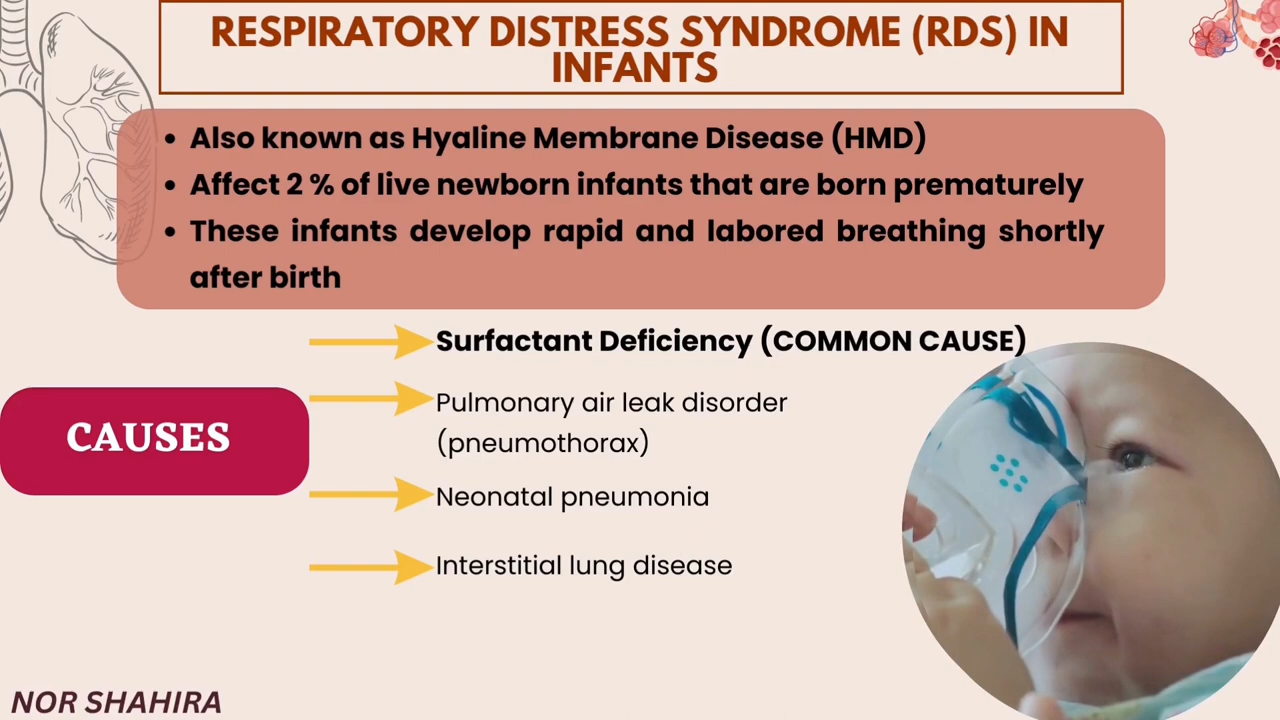 RESPIRATORY DISTRESS SYNDROME (RDS) IN
INFANTS
• Also known as Hyaline Membrane Disease (HMD)
• Affect 2 % of live newborn infants that are born prematurely
• These infants develop rapid and labored breathing shortly
after birth
Surfactant Deficiency (COMMON CAUSE)
CAUSES
Pulmonary air leak disorder
(pneumothorax)
Neonatal pneumonia
Interstitial lung disease
NOR SHAHIRA